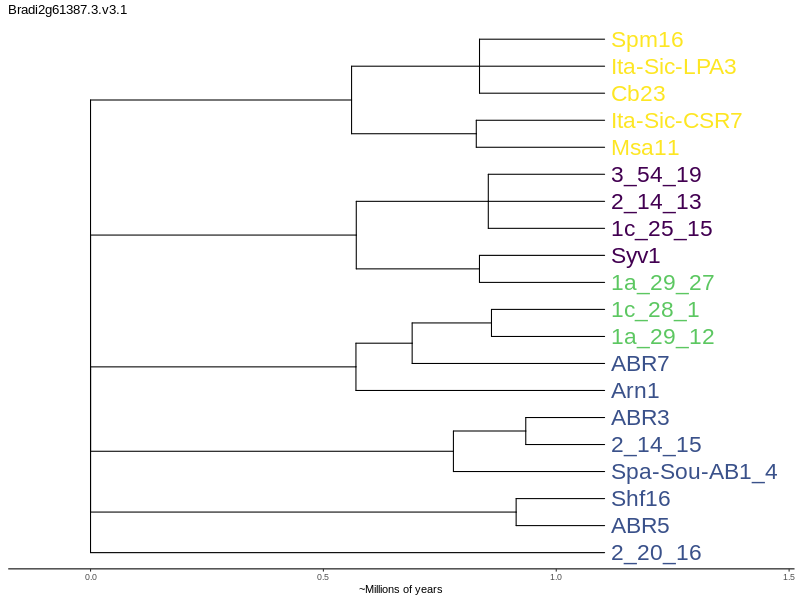 Bradi2g61387.3.v3.1
Spm16
Ita-Sic-LPA3
Cb23
Ita-Sic-CSR7
Msa11
3_54_19
2_14_13
1c_25_15
Syv1
1a_29_27
1c_28_1
1a_29_12
ABR7
Arn1
ABR3
2_14_15
Spa-Sou-AB1_4
Shf16
ABR5
2_20_16
0.0 0.5 1.0 1.5
~Millions of years